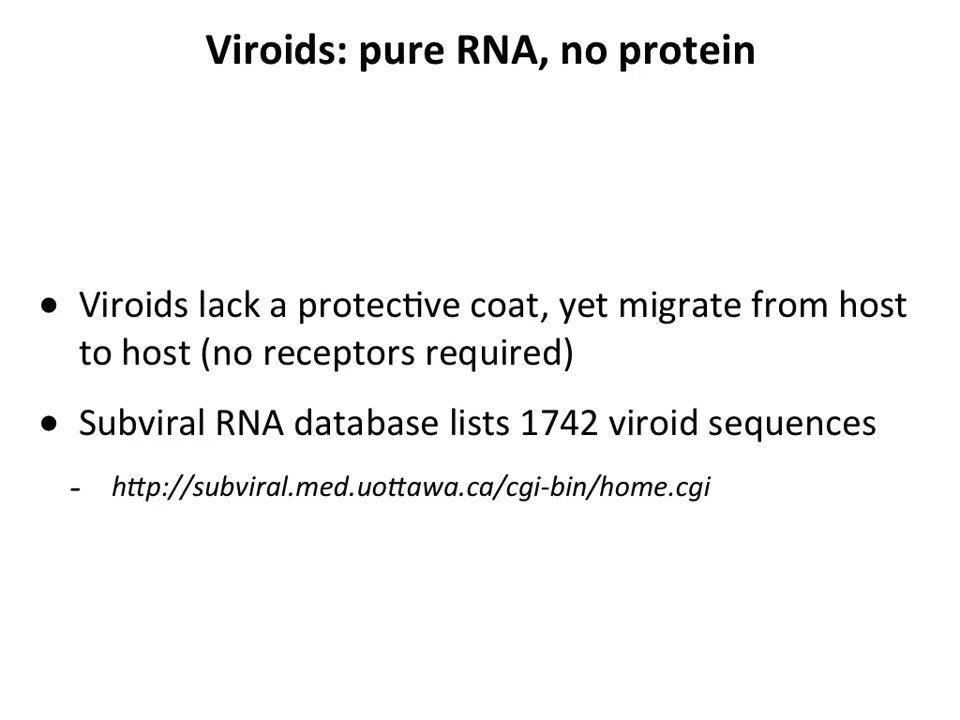 Viroids: pure RNA, no protein
• Viroids lack a protective coat, yet migrate from host
to host (no receptors required)
• Subviral RNA database lists 1742 viroid sequences
- http://subviral.med.uottawa.ca/cgi-bin/home.cgi